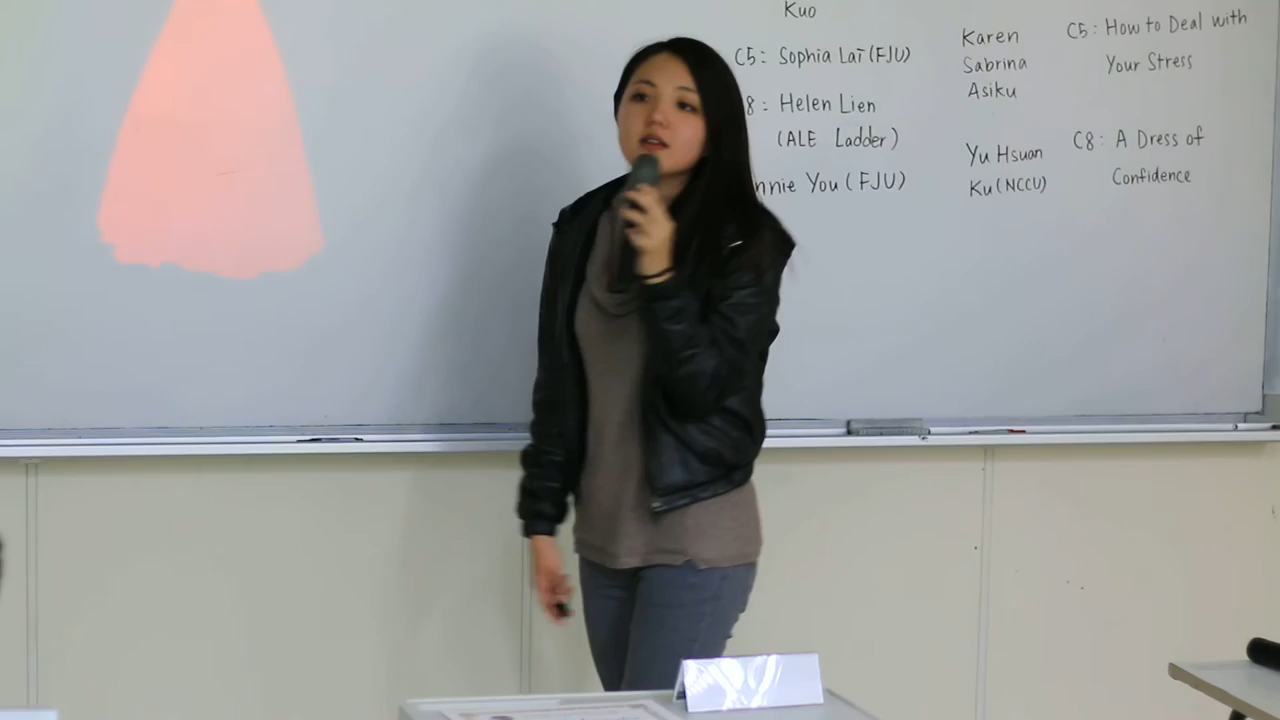 Kuo
C5: Sophia Lai (FJU)
8: Helen Lien
(ALE Ladder)
nnie You (FJU)
Karen
Sabrina
Asiku
Yu Hsuan
Ku (NCCU)
C5: How to Deal with
Your Stress
C8: A Dress of
Confidence